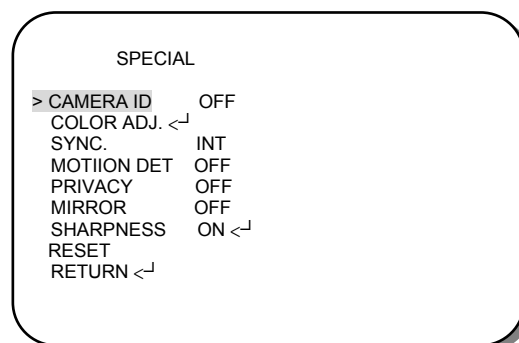 SPECIAL
> CAMERA ID OFF
COLOR ADJ. <┘
SYNC. INT
MOTIION DET OFF
PRIVACY OFF
MIRROR OFF
SHARPNESS ON <┘
RESET
RETURN <┘